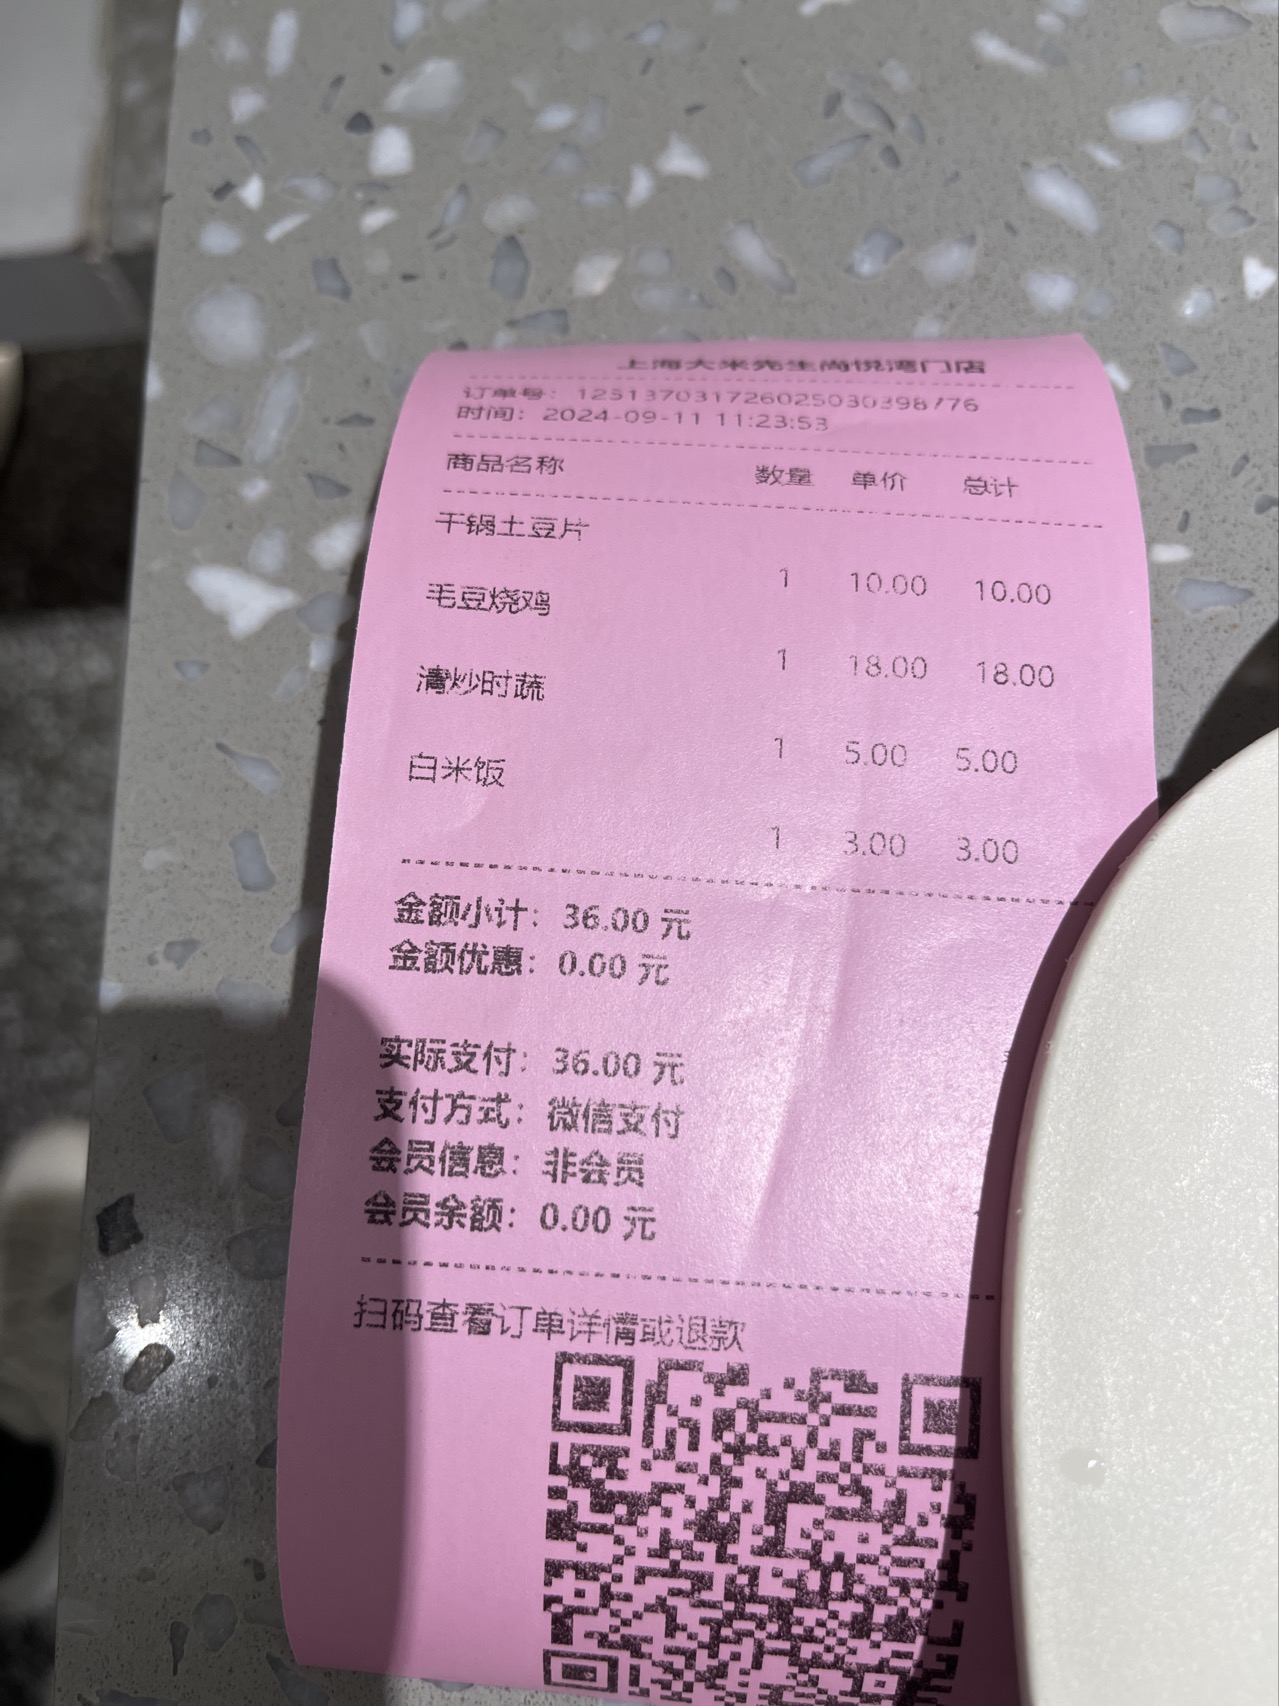 上海大米先生尚悦湾门店
订单号：125137031726025030398776
时间：2024-09-11 11:23:53
商品名称 数量 单价 总计
干锅土豆片
1 10.00 10.00
毛豆烧鸡
1 18.00 18.00
清炒时蔬
1 5.00 5.00
白米饭
1 3.00 3.00
金额小计：36.00 元
金额优惠：0.00 元
实际支付：36.00 元
支付方式：微信支付
会员信息：非会员
会员余额：0.00 元
扫码查看订单详情或退款